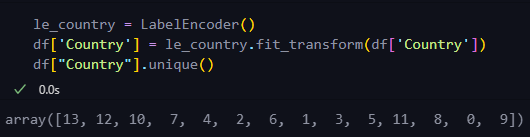 le_country = LabelEncoder()
df['Country'] = le_country.fit_transform(df['Country'])
df["Country"].unique()
✓ 0.0s
array([13, 12, 10,  7,  4,  2,  6,  1,  3,  5, 11,  8,  0,  9])